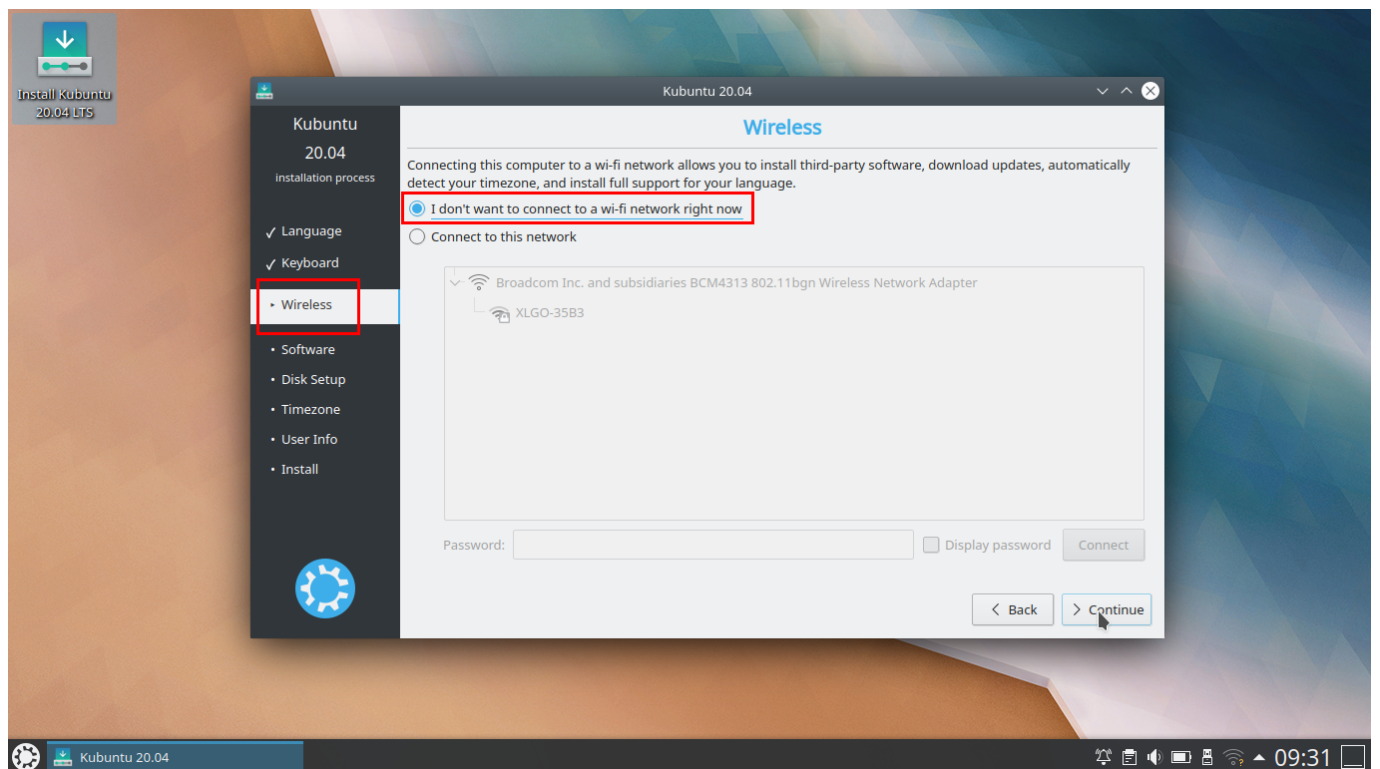 Install Kubuntu
20.04 LTS
Kubuntu 20.04
Kubuntu
20.04
installation process
✓ Language
✓ Keyboard
▸ Wireless
• Software
• Disk Setup
• Timezone
• User Info
• Install
Wireless
Connecting this computer to a wi-fi network allows you to install third-party software, download updates, automatically
detect your timezone, and install full support for your language.
I don't want to connect to a wi-fi network right now
Connect to this network
Broadcom Inc. and subsidiaries BCM4313 802.11bgn Wireless Network Adapter
XLGO-35B3
Password:
Display password
Connect
< Back
> Continue
Kubuntu 20.04
09:31